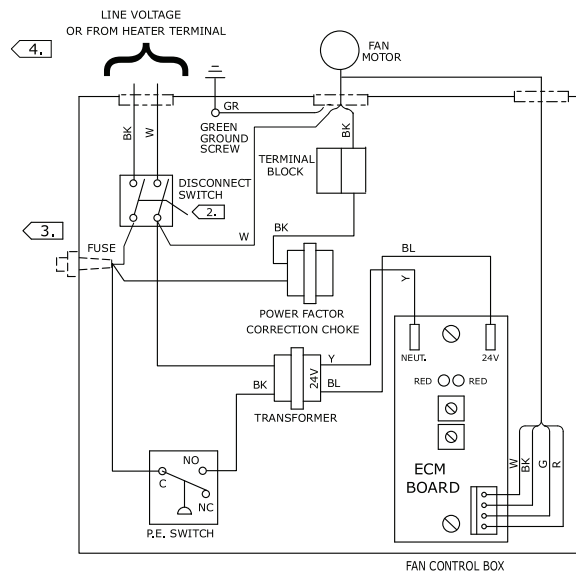 LINE VOLTAGE
OR FROM HEATER TERMINAL
4.
FAN
MOTOR
GR
BK
W
GREEN
GROUND
SCREW
BK
TERMINAL
BLOCK
DISCONNECT
SWITCH
2.
3.
W
FUSE
BK
BL
Y
POWER FACTOR
CORRECTION CHOKE
NEUT.
24V
Y
24V
BK
BL
TRANSFORMER
RED
RED
NO
C
NC
P.E. SWITCH
ECM
BOARD
W
BK
G
R
FAN CONTROL BOX